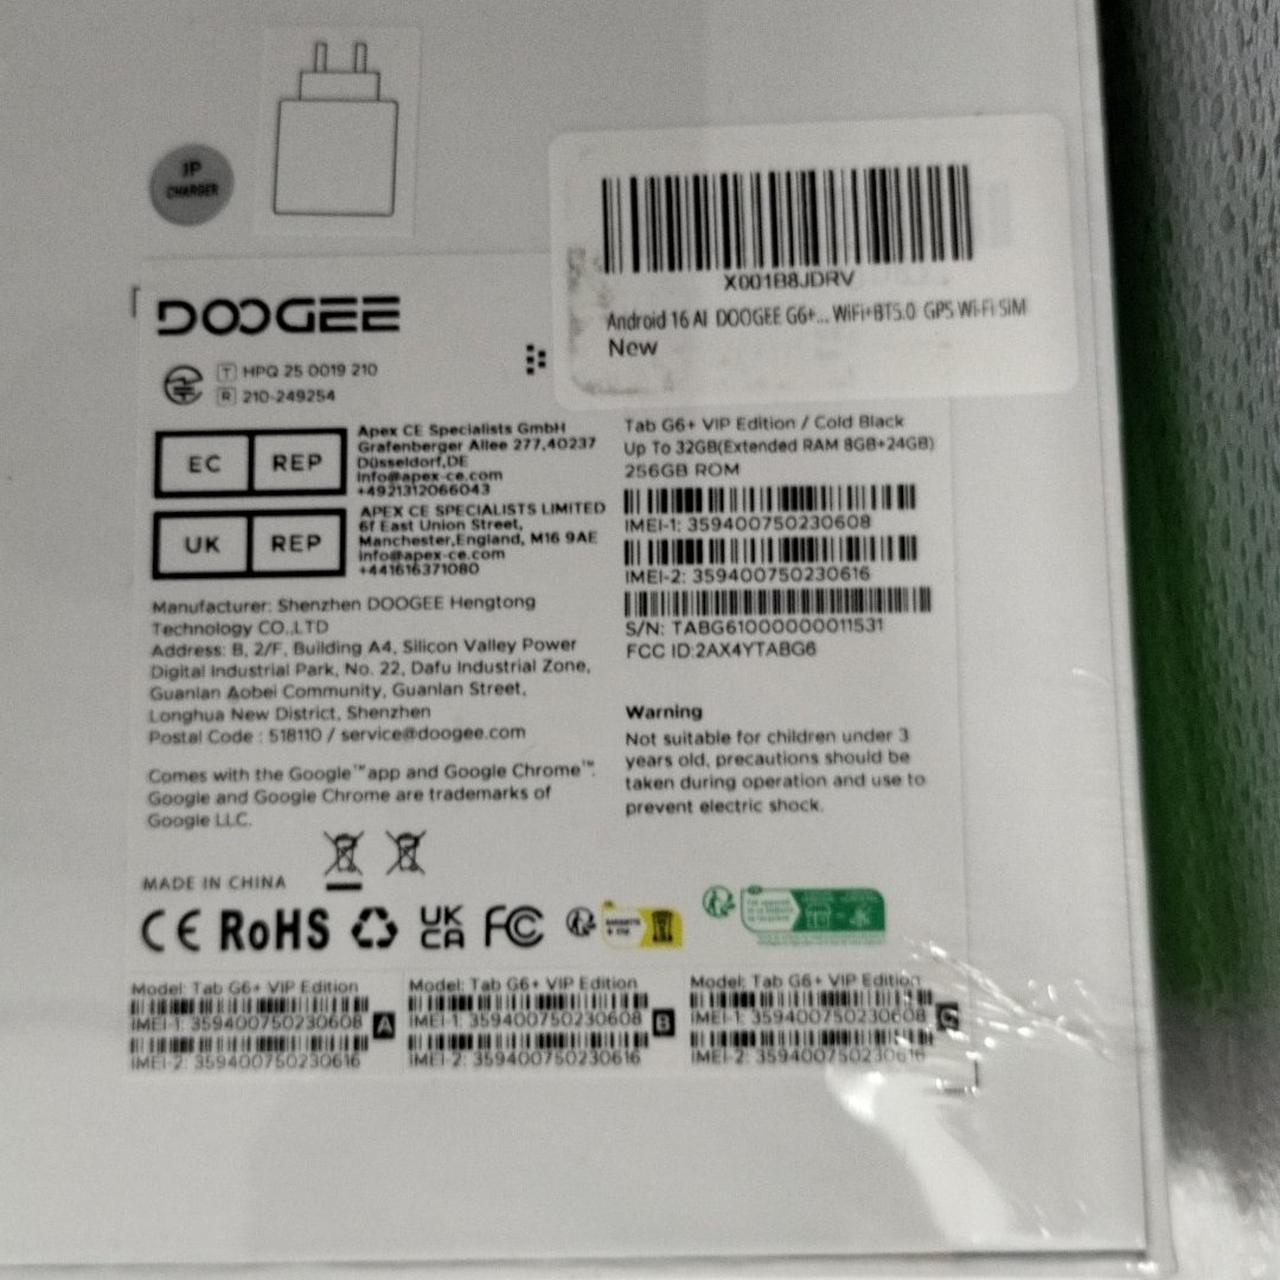 JP
CHARGER
X001B8JDRV
Android 16 AI DOOGEE G6+... WiFi+BT5.0 GPS Wi-Fi SIM
New
DOOGEE
T HPQ 25 0019 210
R 210-249254
EC REP
Apex CE Specialists GmbH
Grafenberger Allee 277,40237
Düsseldorf,DE
info@apex-ce.com
+4921312066043
UK REP
APEX CE SPECIALISTS LIMITED
6f East Union Street,
Manchester,England, M16 9AE
info@apex-ce.com
+441616371080
Manufacturer: Shenzhen DOOGEE Hengtong
Technology CO.,LTD
Address: B, 2/F, Building A4, Silicon Valley Power
Digital Industrial Park, No. 22, Dafu Industrial Zone,
Guanlan Aobei Community, Guanlan Street,
Longhua New District, Shenzhen
Postal Code : 518110 / service@doogee.com
Comes with the Google™ app and Google Chrome™.
Google and Google Chrome are trademarks of
Google LLC.
MADE IN CHINA
CE RoHS UK CA FC
Tab G6+ VIP Edition / Cold Black
Up To 32GB(Extended RAM 8GB+24GB)
256GB ROM
IMEI-1: 359400750230608
IMEI-2: 359400750230616
S/N: TABG61000000011531
FCC ID:2AX4YTABG6
Warning
Not suitable for children under 3
years old, precautions should be
taken during operation and use to
prevent electric shock.
Model: Tab G6+ VIP Edition
IMEI-1: 359400750230608
IMEI-2: 359400750230616
A
Model: Tab G6+ VIP Edition
IMEI-1: 359400750230608
IMEI-2: 359400750230616
B
Model: Tab G6+ VIP Edition
IMEI-1: 359400750230608
IMEI-2: 359400750230616
C